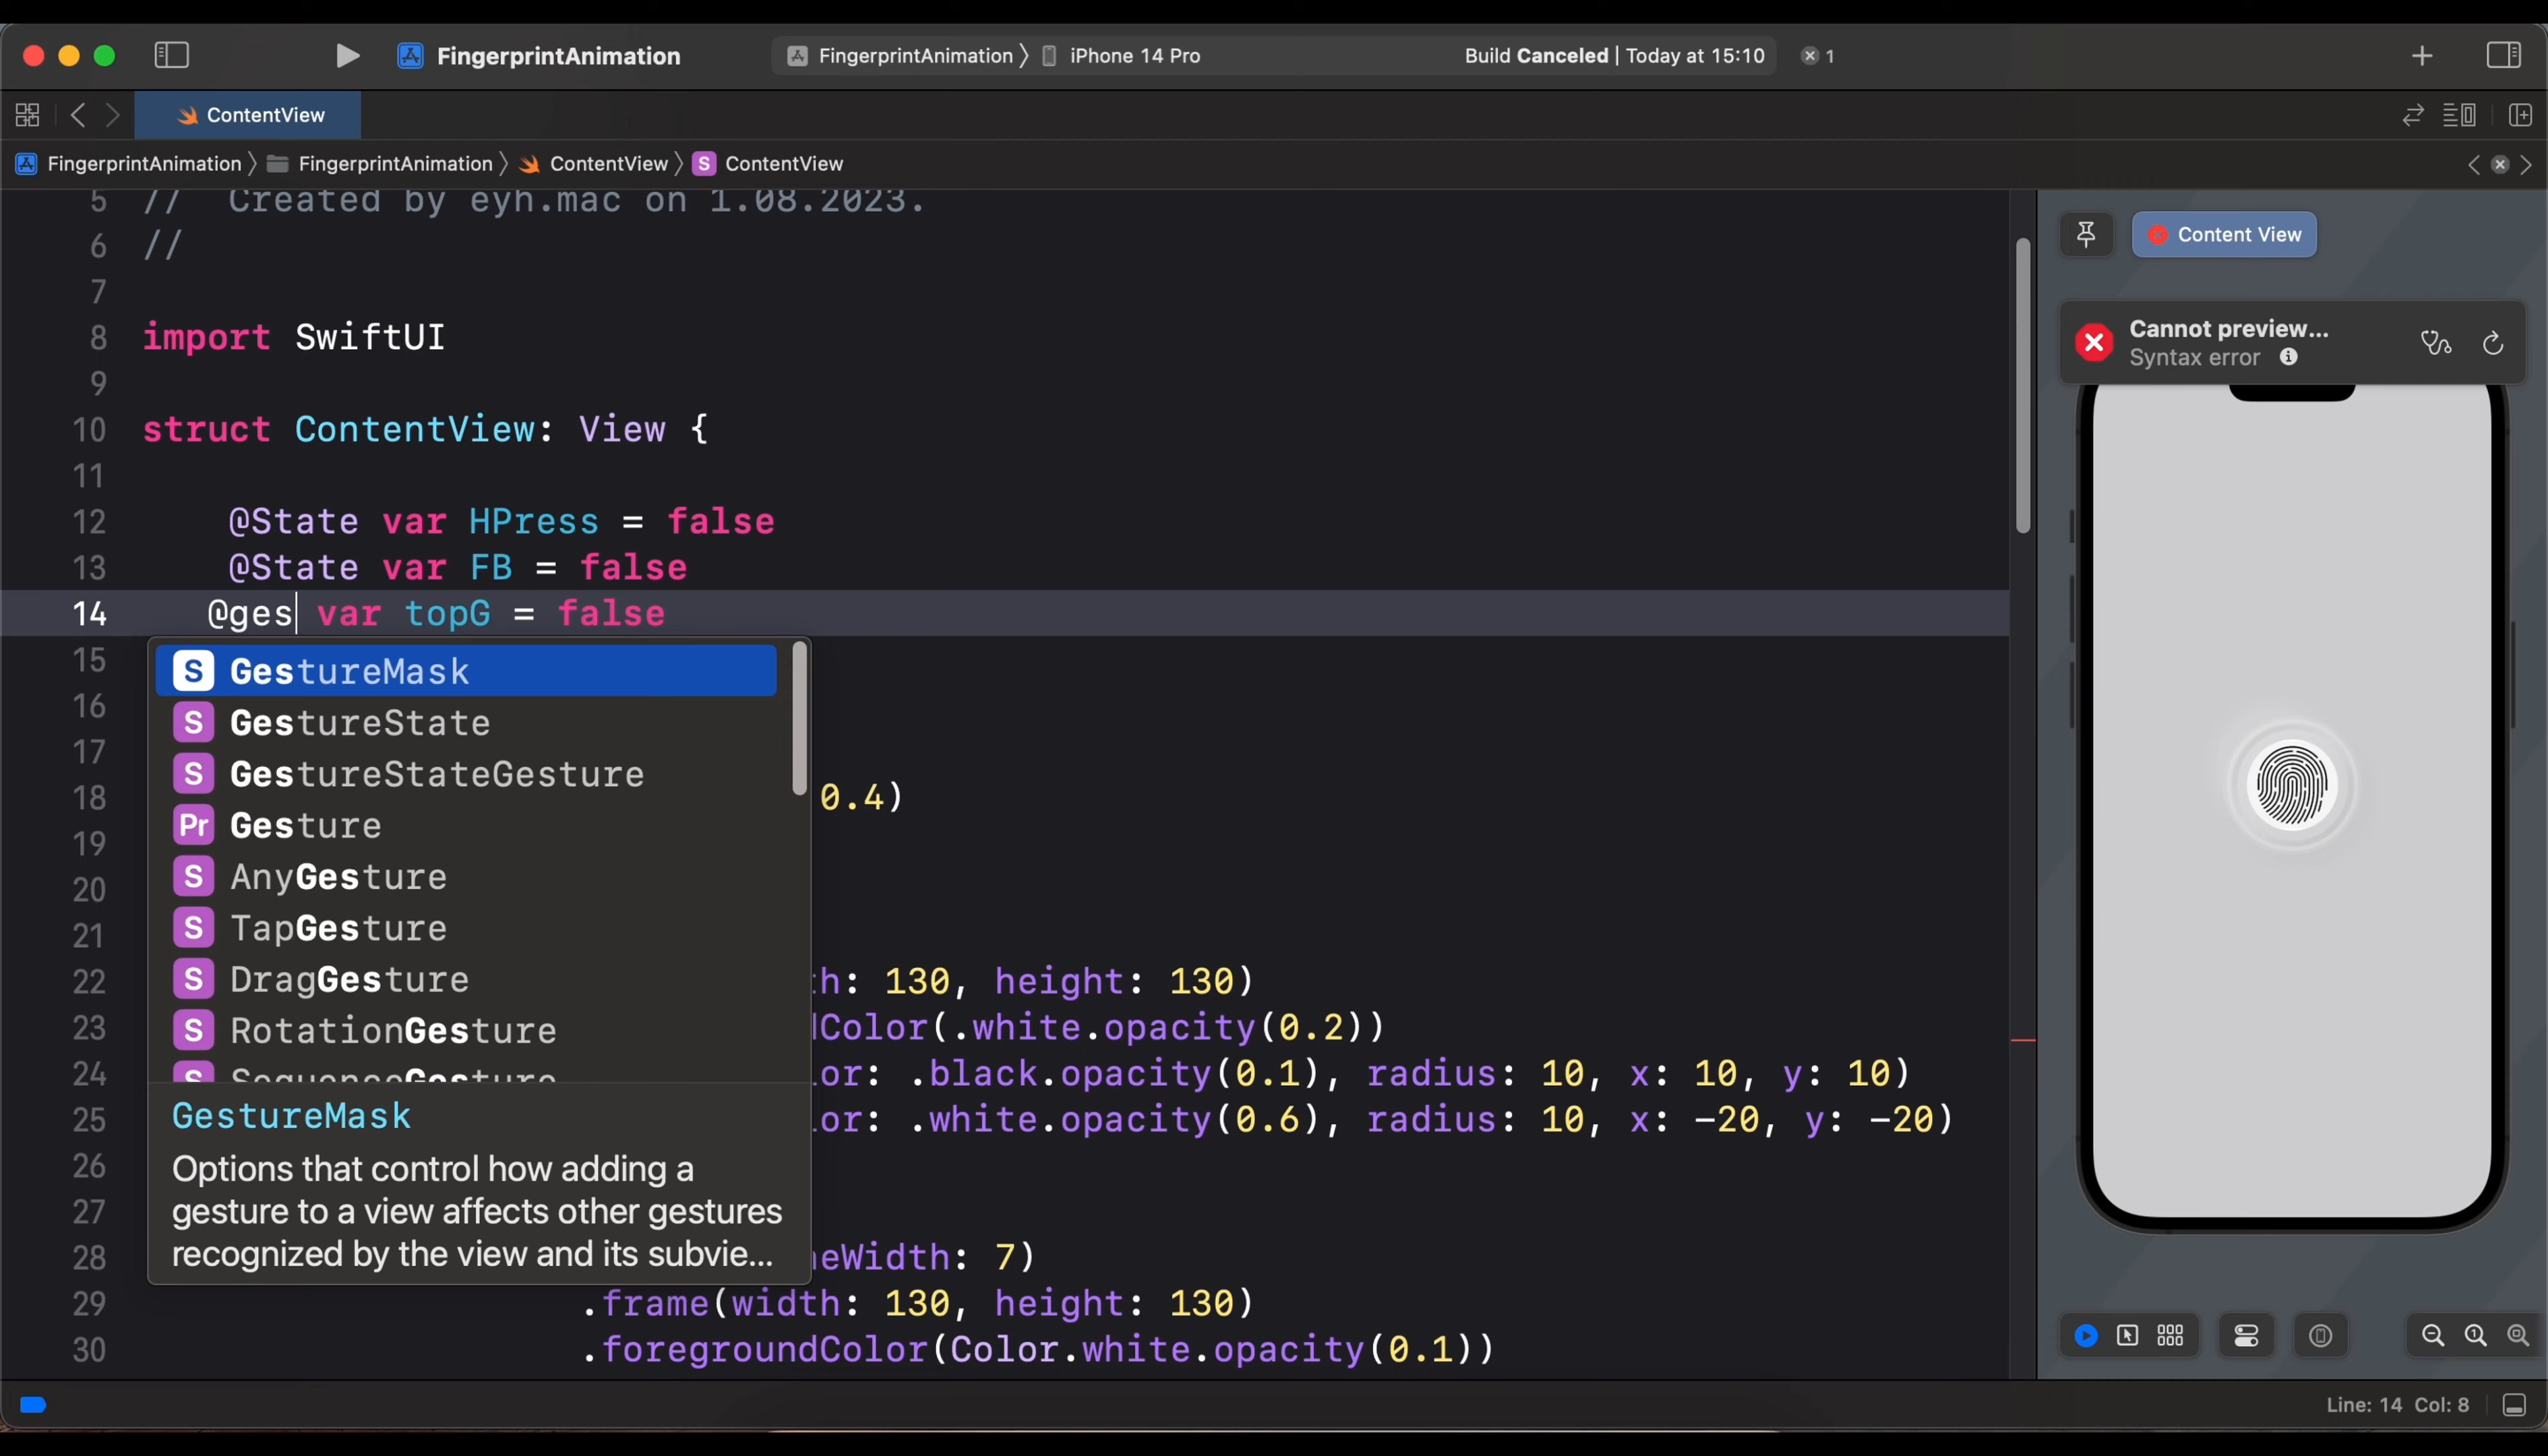 FingerprintAnimation
FingerprintAnimation 〉 iPhone 14 Pro
Build Canceled | Today at 15:10
1
ContentView
FingerprintAnimation 〉 FingerprintAnimation 〉 ContentView 〉 S ContentView
5 //  Created by eyh.mac on 1.08.2023.
6 //
7
8 import SwiftUI
9
10 struct ContentView: View {
11
12 @State var HPress = false
13 @State var FB = false
14 @ges var topG = false
15
16
17
18 0.4)
19
20
21
22 th: 130, height: 130)
23 dColor(.white.opacity(0.2))
24 lor: .black.opacity(0.1), radius: 10, x: 10, y: 10)
25 lor: .white.opacity(0.6), radius: 10, x: -20, y: -20)
26
27
28 neWidth: 7)
29 .frame(width: 130, height: 130)
30 .foregroundColor(Color.white.opacity(0.1))
S GestureMask
S GestureState
S GestureStateGesture
Pr Gesture
S AnyGesture
S TapGesture
S DragGesture
S RotationGesture
S SequenceGesture
GestureMask
Options that control how adding a
gesture to a view affects other gestures
recognized by the view and its subvie...
Content View
Cannot preview...
Syntax error
Line: 14 Col: 8